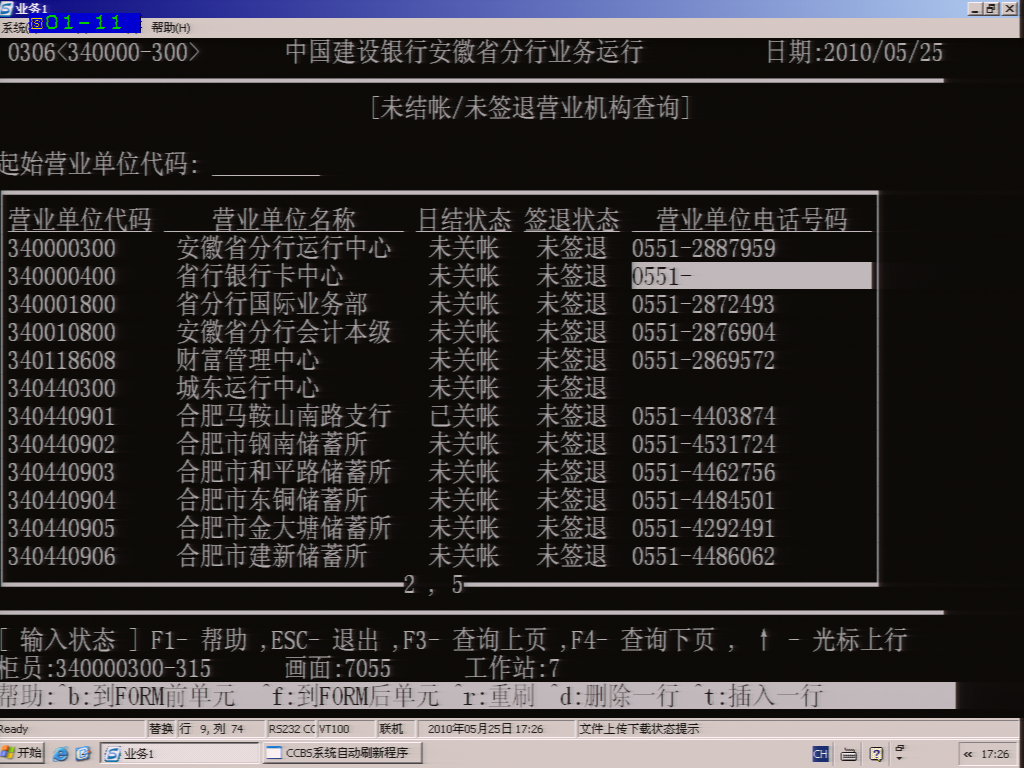 业务1
系统( 01-11 帮助(H)
0306<340000-300> 中国建设银行安徽省分行业务运行 日期:2010/05/25
[未结帐/未签退营业机构查询]
起始营业单位代码:
营业单位代码 营业单位名称 日结状态 签退状态 营业单位电话号码
340000300 安徽省分行运行中心 未关帐 未签退 0551-2887959
340000400 省行银行卡中心 未关帐 未签退 0551-
340001800 省分行国际业务部 未关帐 未签退 0551-2872493
340010800 安徽省分行会计本级 未关帐 未签退 0551-2876904
340118608 财富管理中心 未关帐 未签退 0551-2869572
340440300 城东运行中心 未关帐 未签退
340440901 合肥马鞍山南路支行 已关帐 未签退 0551-4403874
340440902 合肥市钢南储蓄所 未关帐 未签退 0551-4531724
340440903 合肥市和平路储蓄所 未关帐 未签退 0551-4462756
340440904 合肥市东铜储蓄所 未关帐 未签退 0551-4484501
340440905 合肥市金大塘储蓄所 未关帐 未签退 0551-4292491
340440906 合肥市建新储蓄所 未关帐 未签退 0551-4486062
2 , 5
[ 输入状态 ] F1- 帮助 ,ESC- 退出 ,F3- 查询上页 ,F4- 查询下页 , ↑ - 光标上行
柜员:340000300-315 画面:7055 工作站:7
帮助:^b:到FORM前单元 ^f:到FORM后单元 ^r:重刷 ^d:删除一行 ^t:插入一行
Ready 替换 行 9, 列 74 RS232 CC VT100 联机 2010年05月25日 17:26 文件上传下载状态提示
开始 业务1 CCBS系统自动刷新程序 CH « 17:26